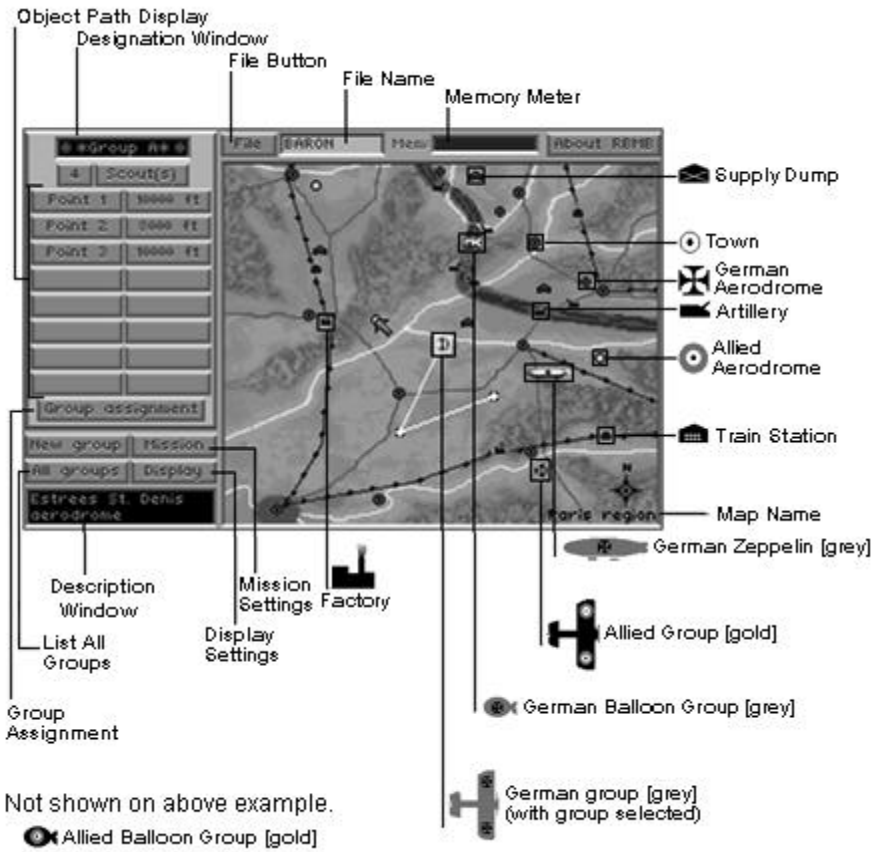 Object Path Display
Designation Window
File Button
File Name
Memory Meter
*Group A*
File
BARON
Mem:
About RBMB
4
Scout(s)
Point 1
10000 ft
Point 2
8000 ft
Point 3
10000 ft
Group assignment
New group
Mission
All groups
Display
Estrees St. Denis
aerodrome
N
Paris region
Supply Dump
Town
German
Aerodrome
Artillery
Allied
Aerodrome
Train Station
Map Name
German Zeppelin [grey]
Description
Window
Mission
Settings
Factory
Allied Group [gold]
List All
Groups
Display
Settings
German Balloon Group [grey]
Group
Assignment
German group [grey]
(with group selected)
Not shown on above example.
Allied Balloon Group [gold]